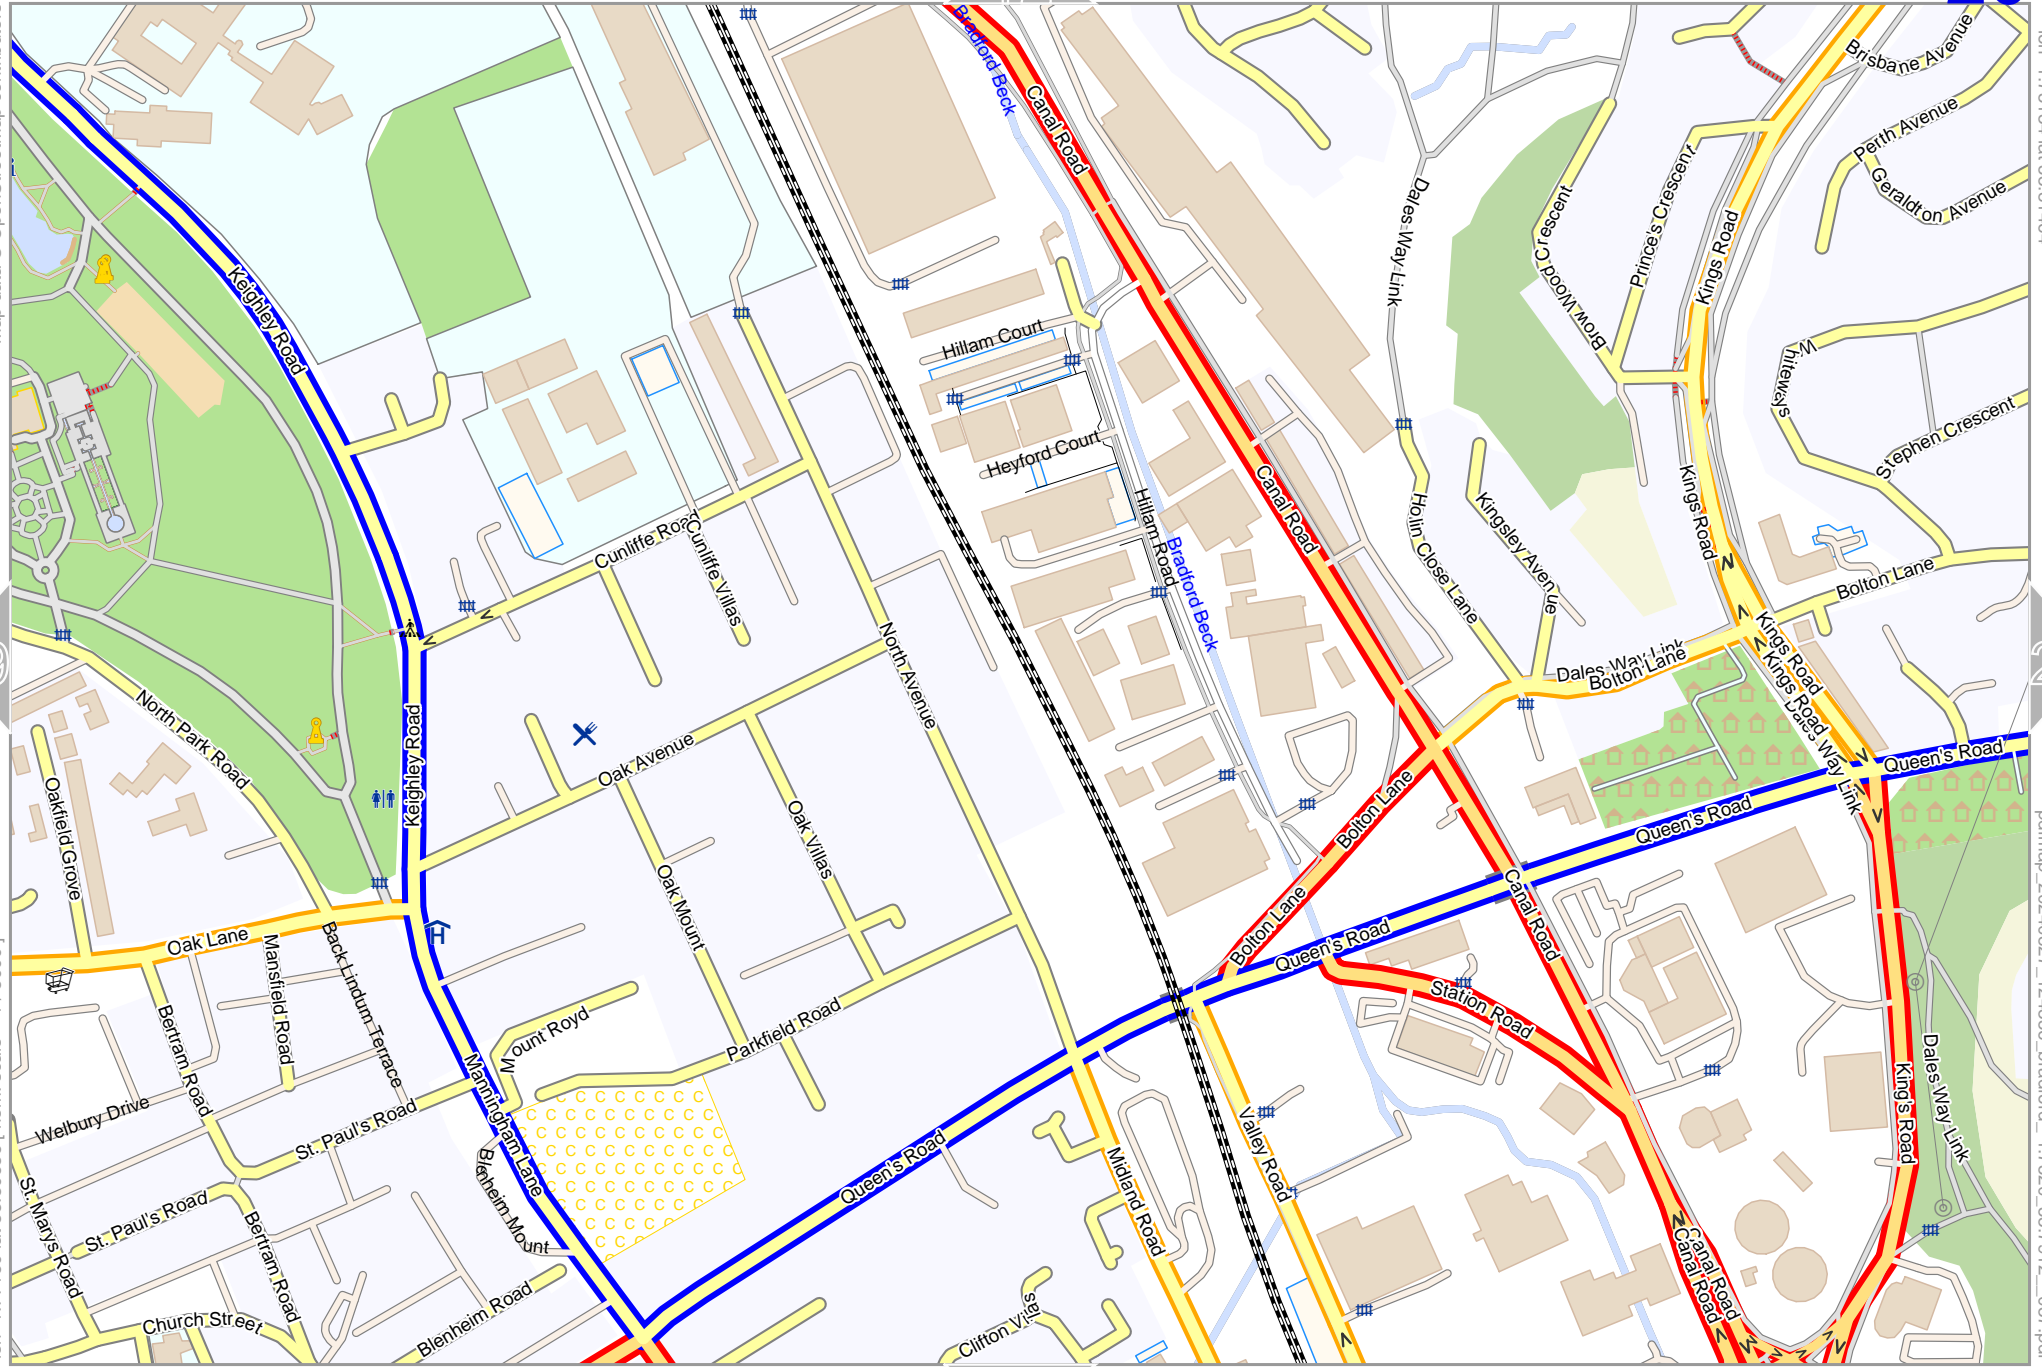 Bradford Beck
Brisbane Avenue
Canal Road
Perth Avenue
Princes Crescent
Geraldton Avenue
Dales Way Link
Brow Wood Crescent
Kings Road
Keighley Road
Hillam Court
Whiteways
Stephen Crescent
Heyford Court
Canal Road
Kings Road
Hillam Road
Hollin Close Lane
Kingsley Avenue
Cunliffe Road
Cunliffe Villas
Bradford Beck
Bolton Lane
North Avenue
Kings Road
Kings Road
Dales Way Link
Bolton Lane
North Park Road
Keighley Road
Oak Avenue
Dales Way Link
Queen's Road
Oakfield Grove
Oak Villas
Bolton Lane
Queen's Road
Oak Mount
Bolton Lane
Canal Road
Oak Lane
H
Mansfield Road
Back Lindum Terrace
Queen's Road
Station Road
Bertram Road
Mount Royd
Parkfield Road
Welbury Drive
St. Paul's Road
Manningham Lane
Valley Road
King's Road
Dales Way Link
Blenheim Mount
Queen's Road
Midland Road
St. Marys Road
St. Paul's Road
Bertram Road
Canal Road
Canal Road
Church Street
Blenheim Road
Clifton Villas